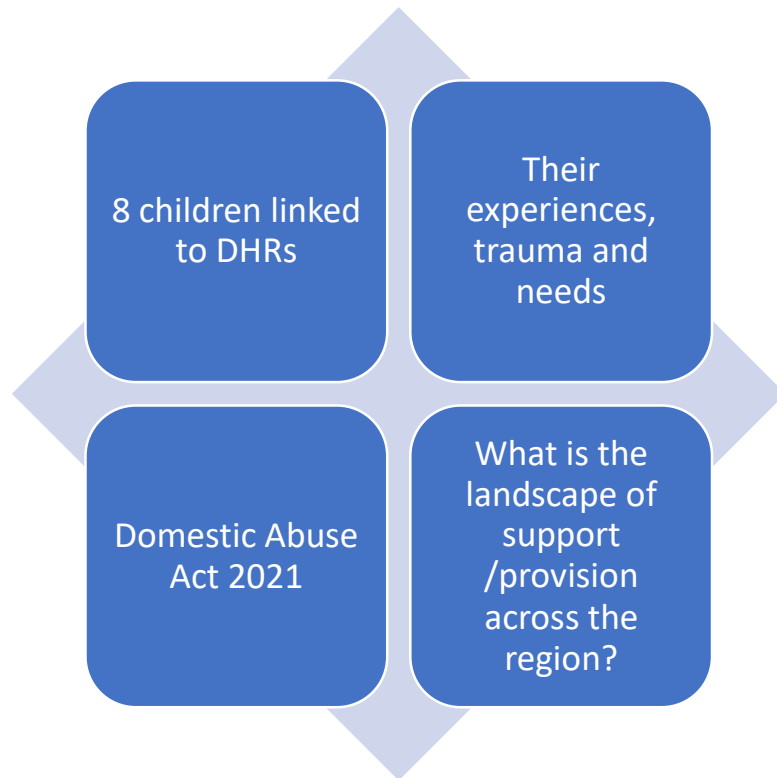 8 children linked
to DHRs
Their
experiences,
trauma and
needs
Domestic Abuse
Act 2021
What is the
landscape of
support
/provision
across the
region?